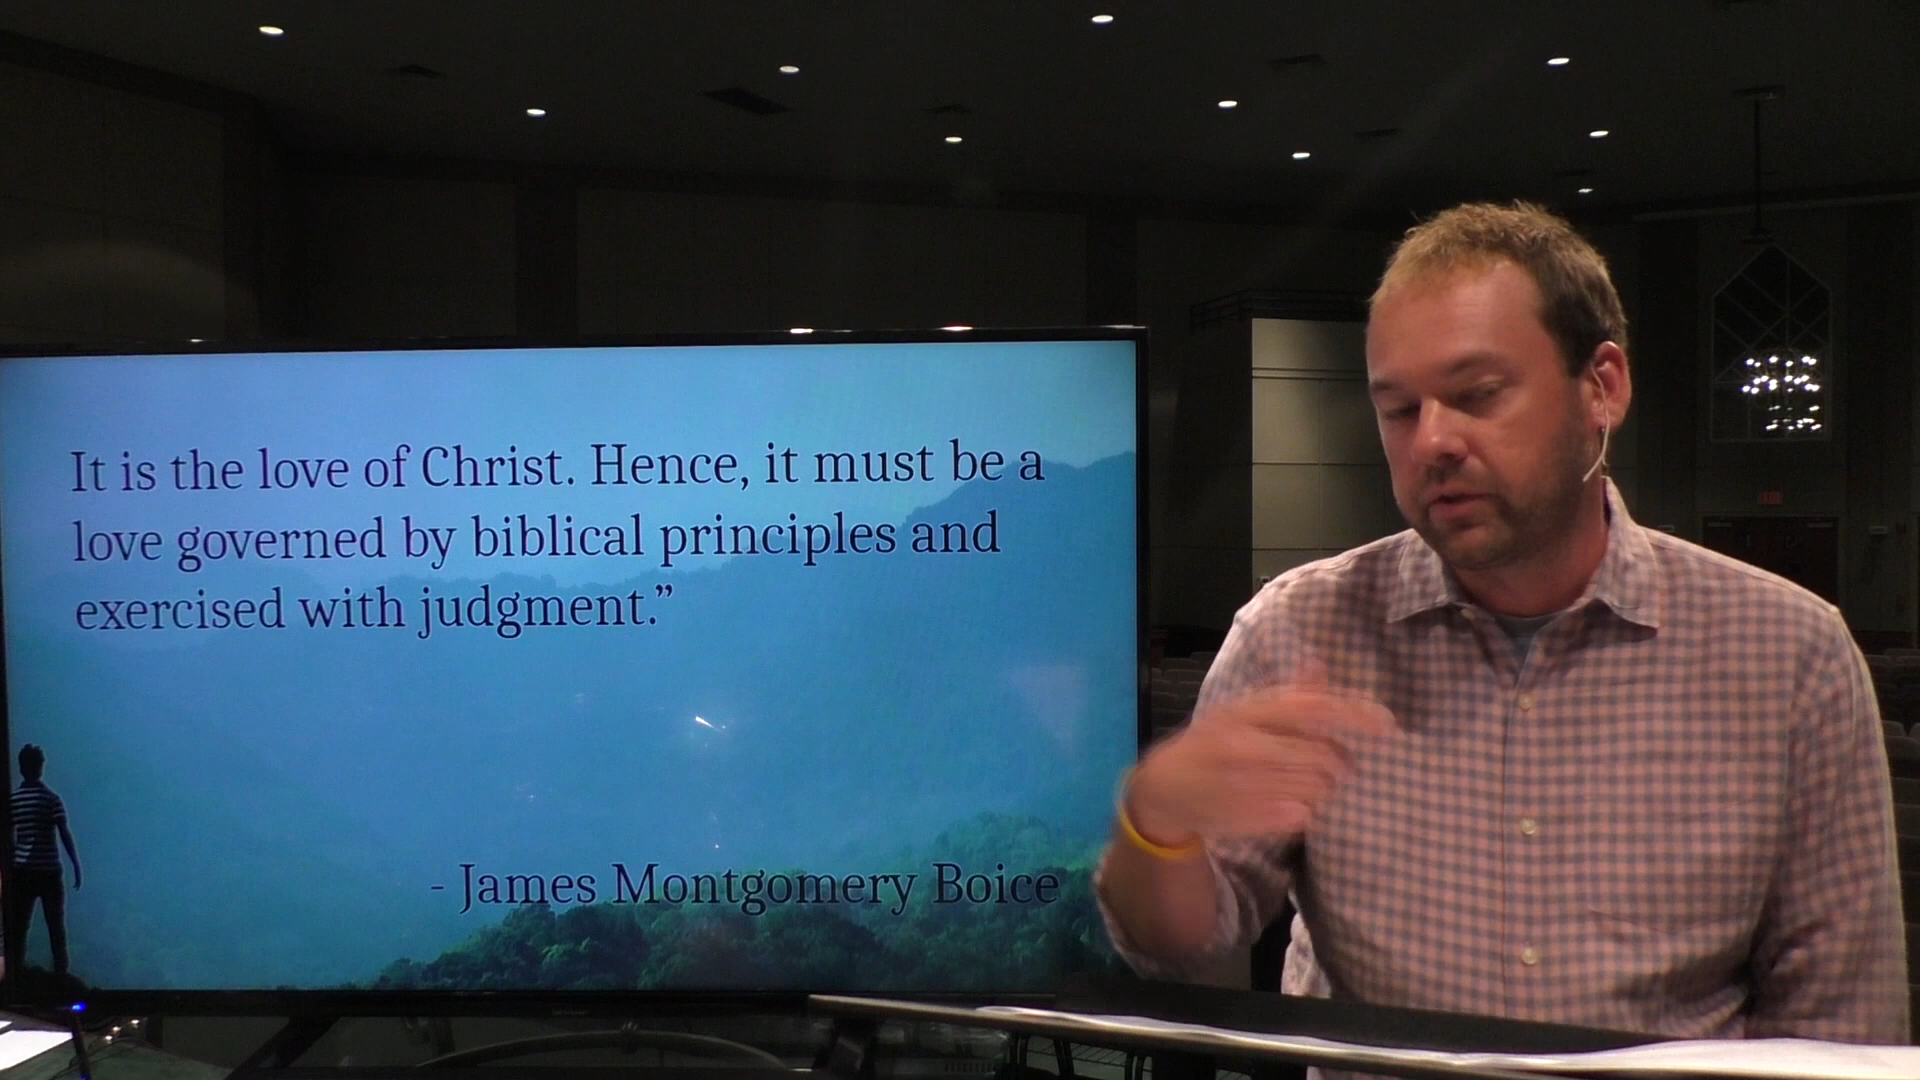 It is the love of Christ. Hence, it must be a
love governed by biblical principles and
exercised with judgment.”
- James Montgomery Boice